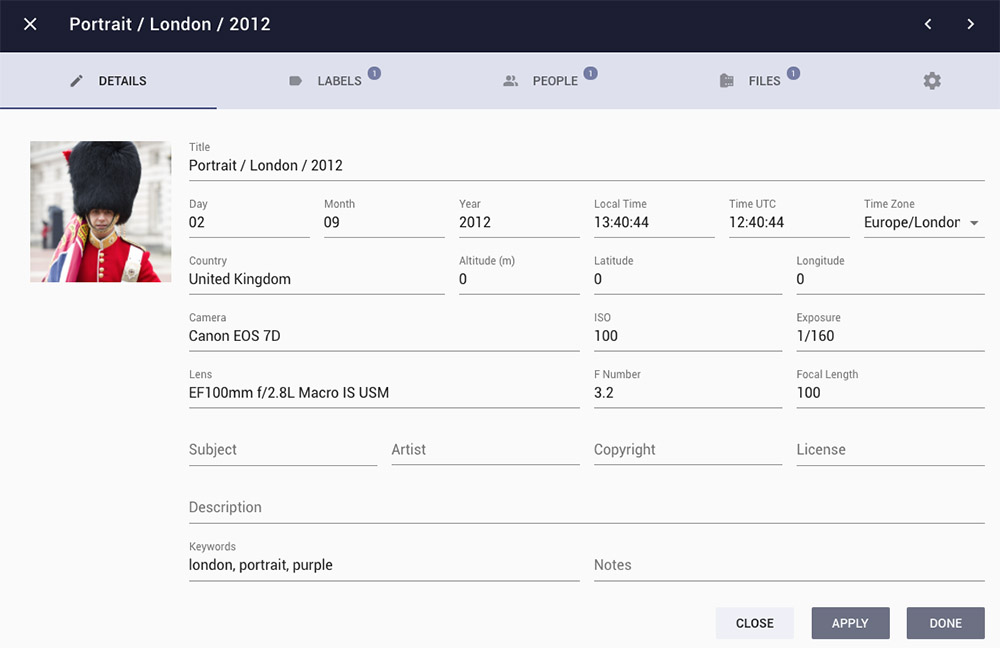 Portrait / London / 2012
DETAILS
LABELS 1
PEOPLE 1
FILES 1
Title
Portrait / London / 2012
Day Month Year Local Time Time UTC Time Zone
02 09 2012 13:40:44 12:40:44 Europe/London
Country Altitude (m) Latitude Longitude
United Kingdom 0 0 0
Camera ISO Exposure
Canon EOS 7D 100 1/160
Lens F Number Focal Length
EF100mm f/2.8L Macro IS USM 3.2 100
Subject Artist Copyright License
Description
Keywords
london, portrait, purple Notes
CLOSE APPLY DONE